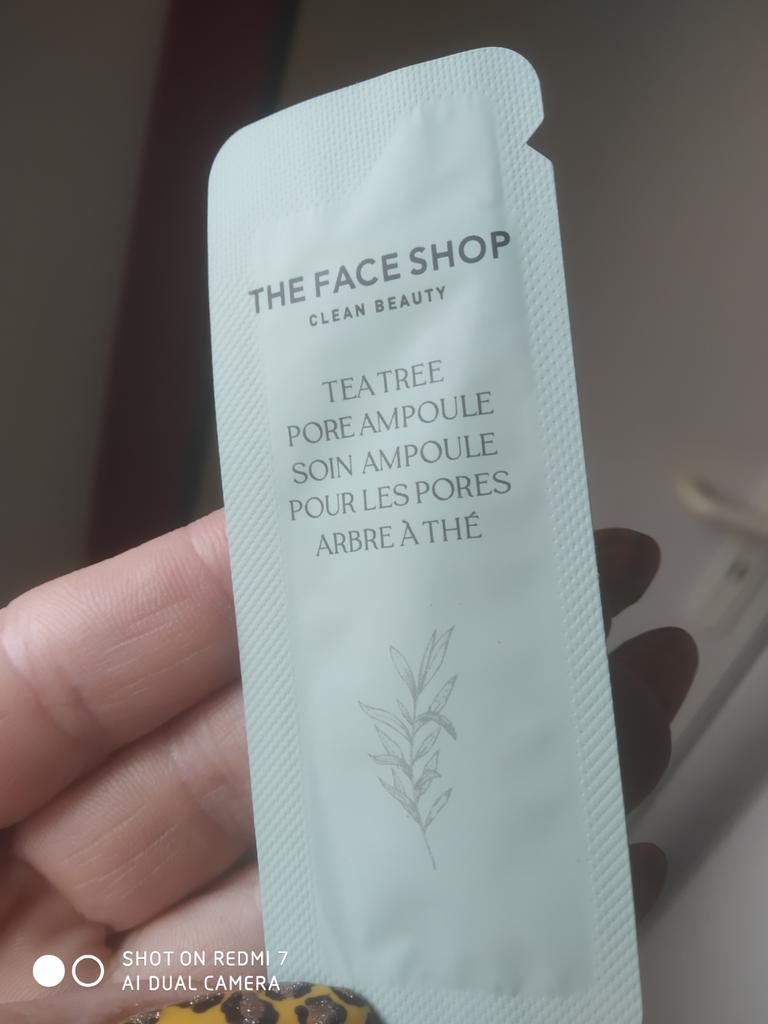 THE FACE SHOP
CLEAN BEAUTY
TEA TREE
PORE AMPOULE
SOIN AMPOULE
POUR LES PORES
ARBRE À THÉ
SHOT ON REDMI 7
AI DUAL CAMERA